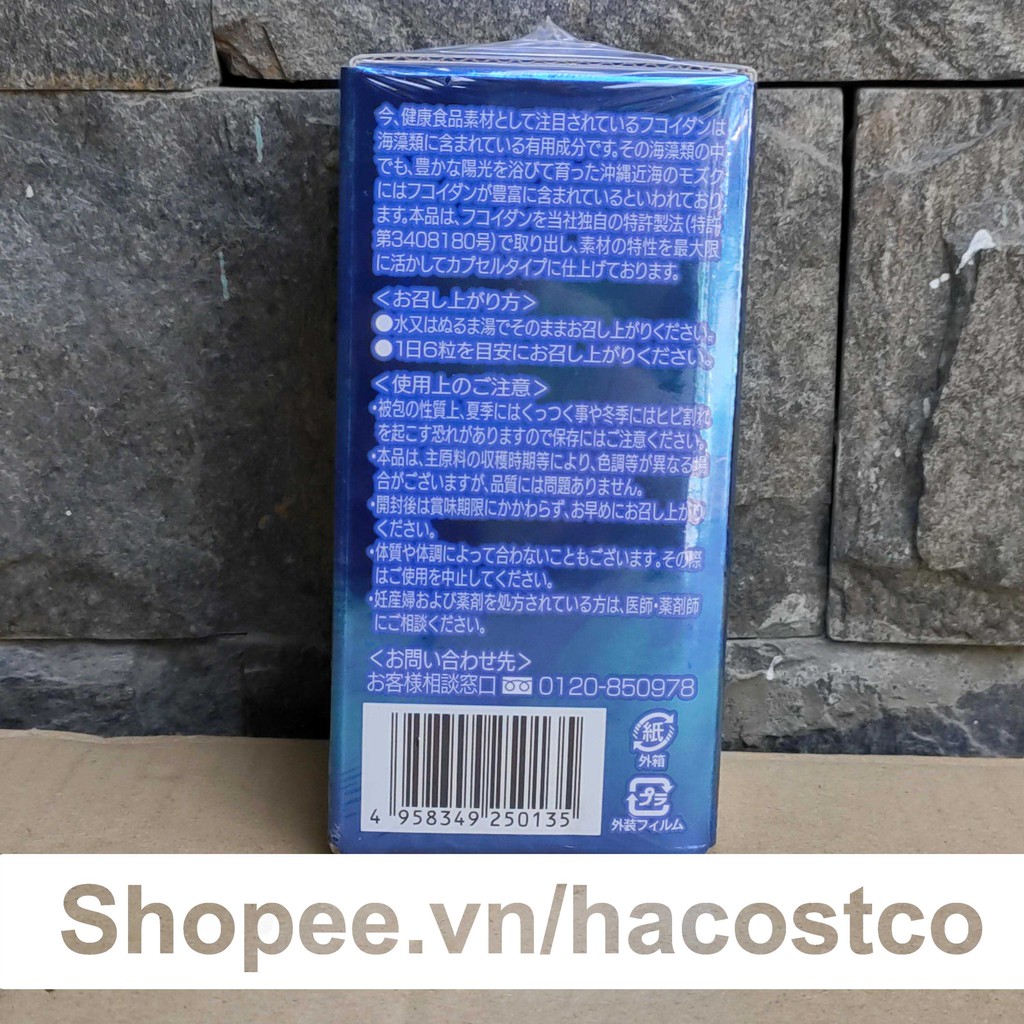 今、健康食品素材として注目されているフコイダンは
海藻類に含まれている有用成分です。その海藻類の中
でも、豊かな陽光を浴びて育った沖縄近海のモズク
にはフコイダンが豊富に含まれているといわれており
ます。本品は、フコイダンを当社独自の特許製法（特許
第3408180号）で取り出し、素材の特性を最大限
に活かしてカプセルタイプに仕上げております。
＜お召し上がり方＞
●水又はぬるま湯でそのままお召し上がりください。
●1日6粒を目安にお召し上がりください。
＜使用上のご注意＞
・被包の性質上、夏季にはくっつく事や冬季にはヒビ割れ
を起こす恐れがありますので保存にはご注意ください。
・本品は、主原料の収穫時期等により、色調等が異なる場
合がございますが、品質には問題ありません。
・開封後は賞味期限にかかわらず、お早めにお召し上がり
ください。
・体質や体調によって合わないこともございます。その際
はご使用を中止してください。
・妊産婦および薬剤を処方されている方は、医師・薬剤師
にご相談ください。
＜お問い合わせ先＞
お客様相談窓口 0120-850978
紙
外箱
プラ
外装フィルム
4 958349 250135
Shopee.vn/hacostco